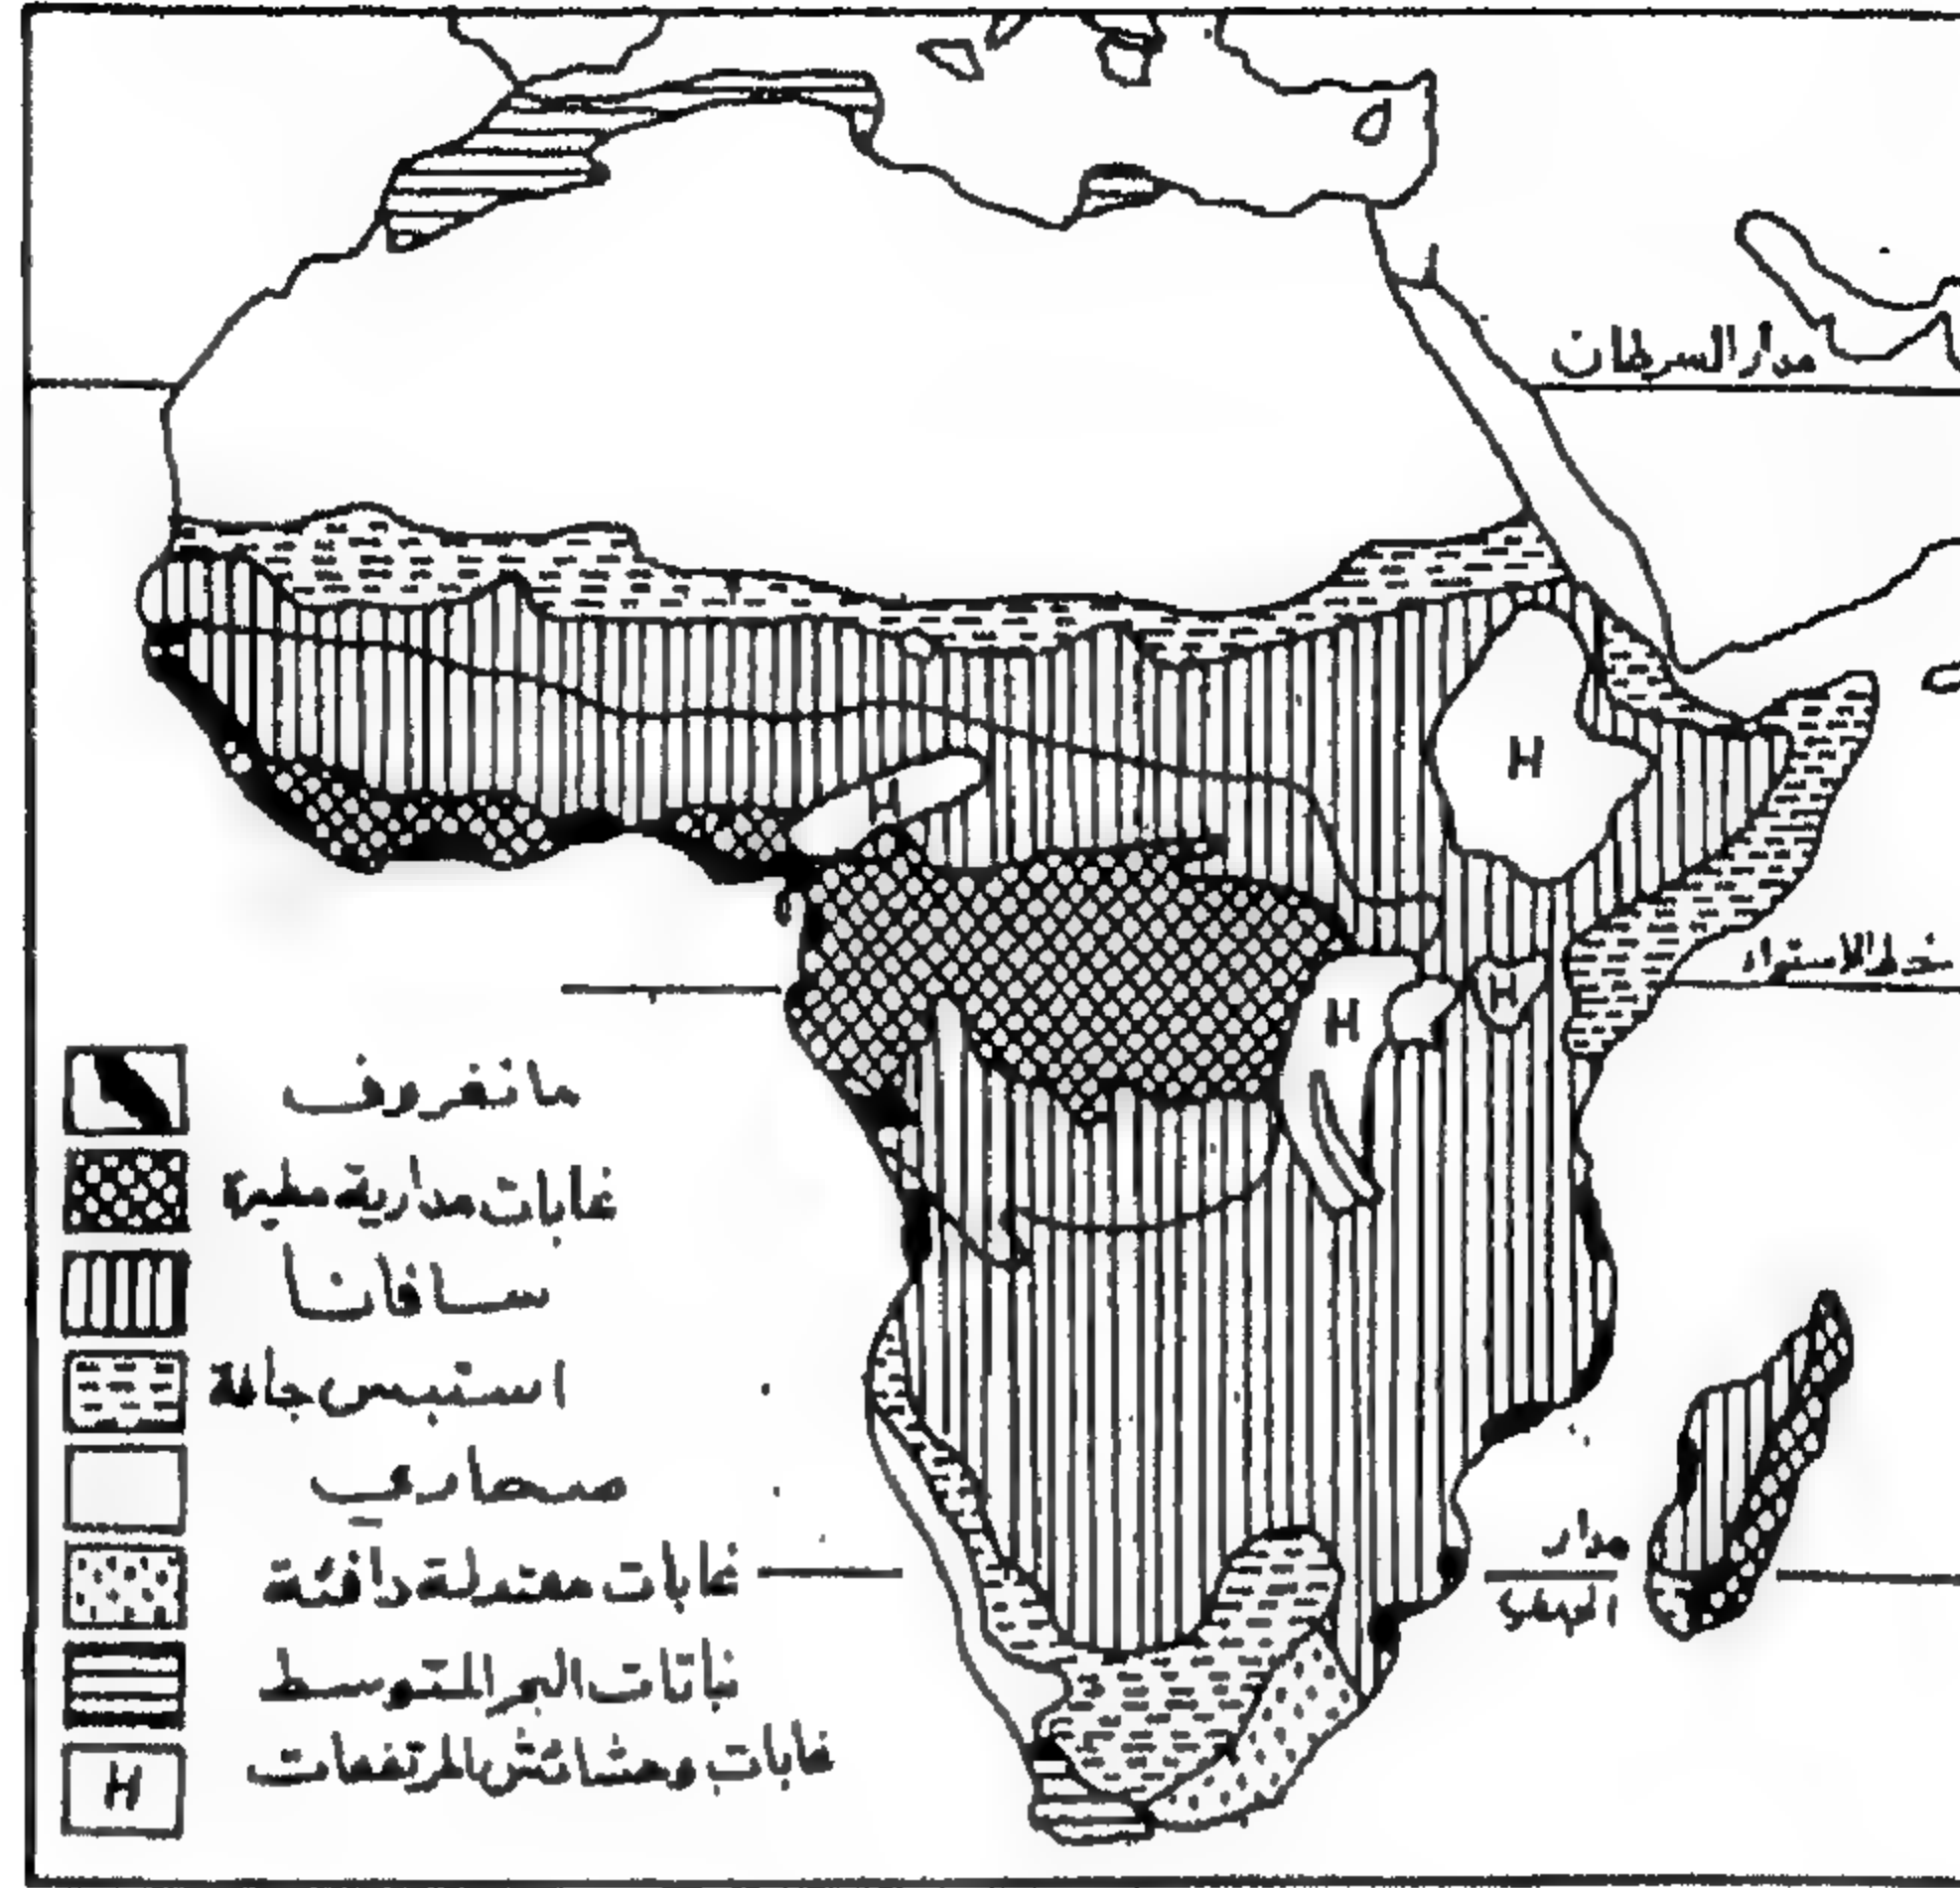 مدار السرطان
H
H
خط الاستواء
H
H
مانغروف
غابات مدارية مطيرة
سافانا
استبس جافة
صحاري
مدار
غابات معتدلة دافئة
نباتات البحر المتوسط
غابات وحشائش المرتفعات
H